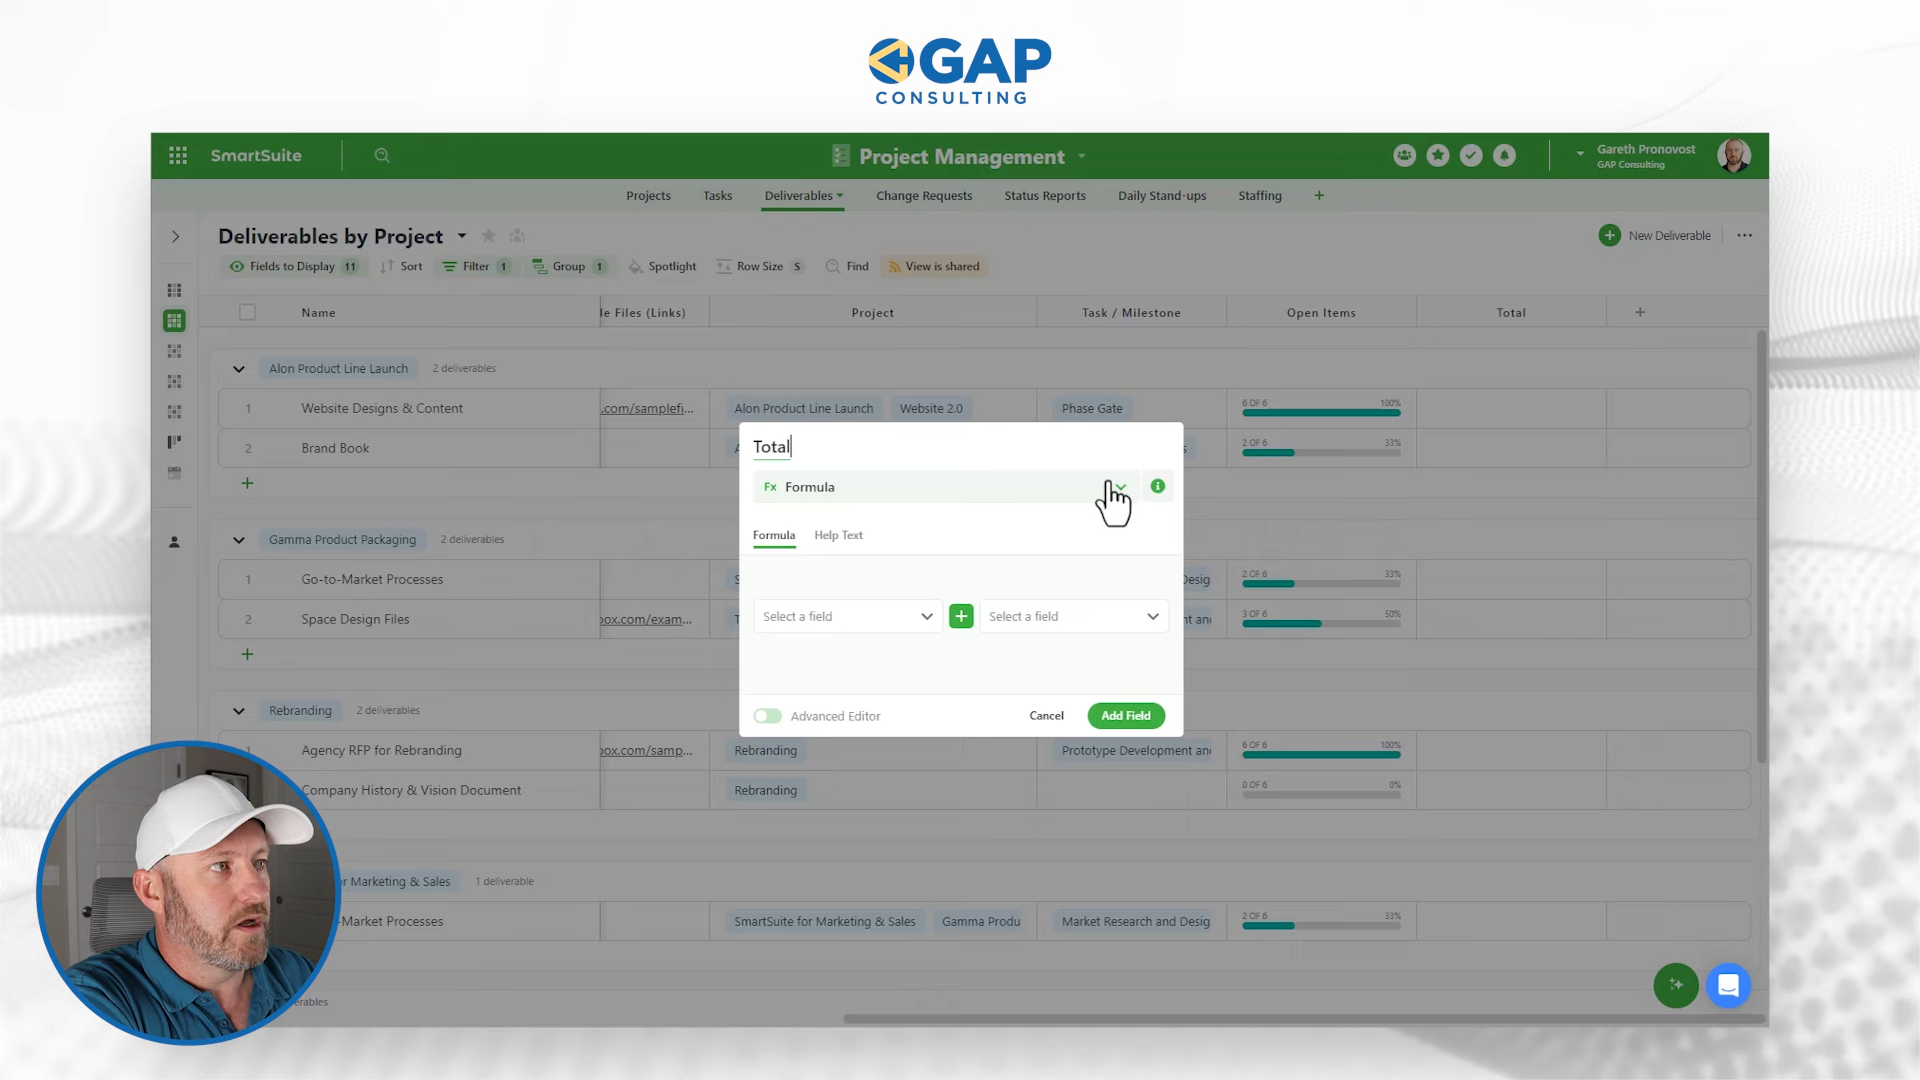 GAP
CONSULTING
SmartSuite
Project Management
Gareth Pronovost
GAP Consulting
Projects
Tasks
Deliverables
Change Requests
Status Reports
Daily Stand-ups
Staffing
Deliverables by Project
New Deliverable
Fields to Display 11
Sort
Filter 1
Group 1
Spotlight
Row Size S
Find
View is shared
Name
le Files (Links)
Project
Task / Milestone
Open Items
Total
Alon Product Line Launch
2 deliverables
1 Website Designs & Content
.com/samplefi...
Alon Product Line Launch
Website 2.0
Phase Gate
6 OF 6 100%
2 Brand Book
2 OF 6 33%
Total
Fx Formula
Formula
Help Text
Select a field
Select a field
Advanced Editor
Cancel
Add Field
Gamma Product Packaging
2 deliverables
1 Go-to-Market Processes
Desig
2 OF 6 33%
2 Space Design Files
box.com/exam...
3 OF 6 50%
Rebranding
2 deliverables
1 Agency RFP for Rebranding
box.com/samp...
Rebranding
Prototype Development an
6 OF 6 100%
Company History & Vision Document
Rebranding
0 OF 6 0%
r Marketing & Sales
1 deliverable
-Market Processes
SmartSuite for Marketing & Sales
Gamma Produ
Market Research and Desig
2 OF 6 33%
erables